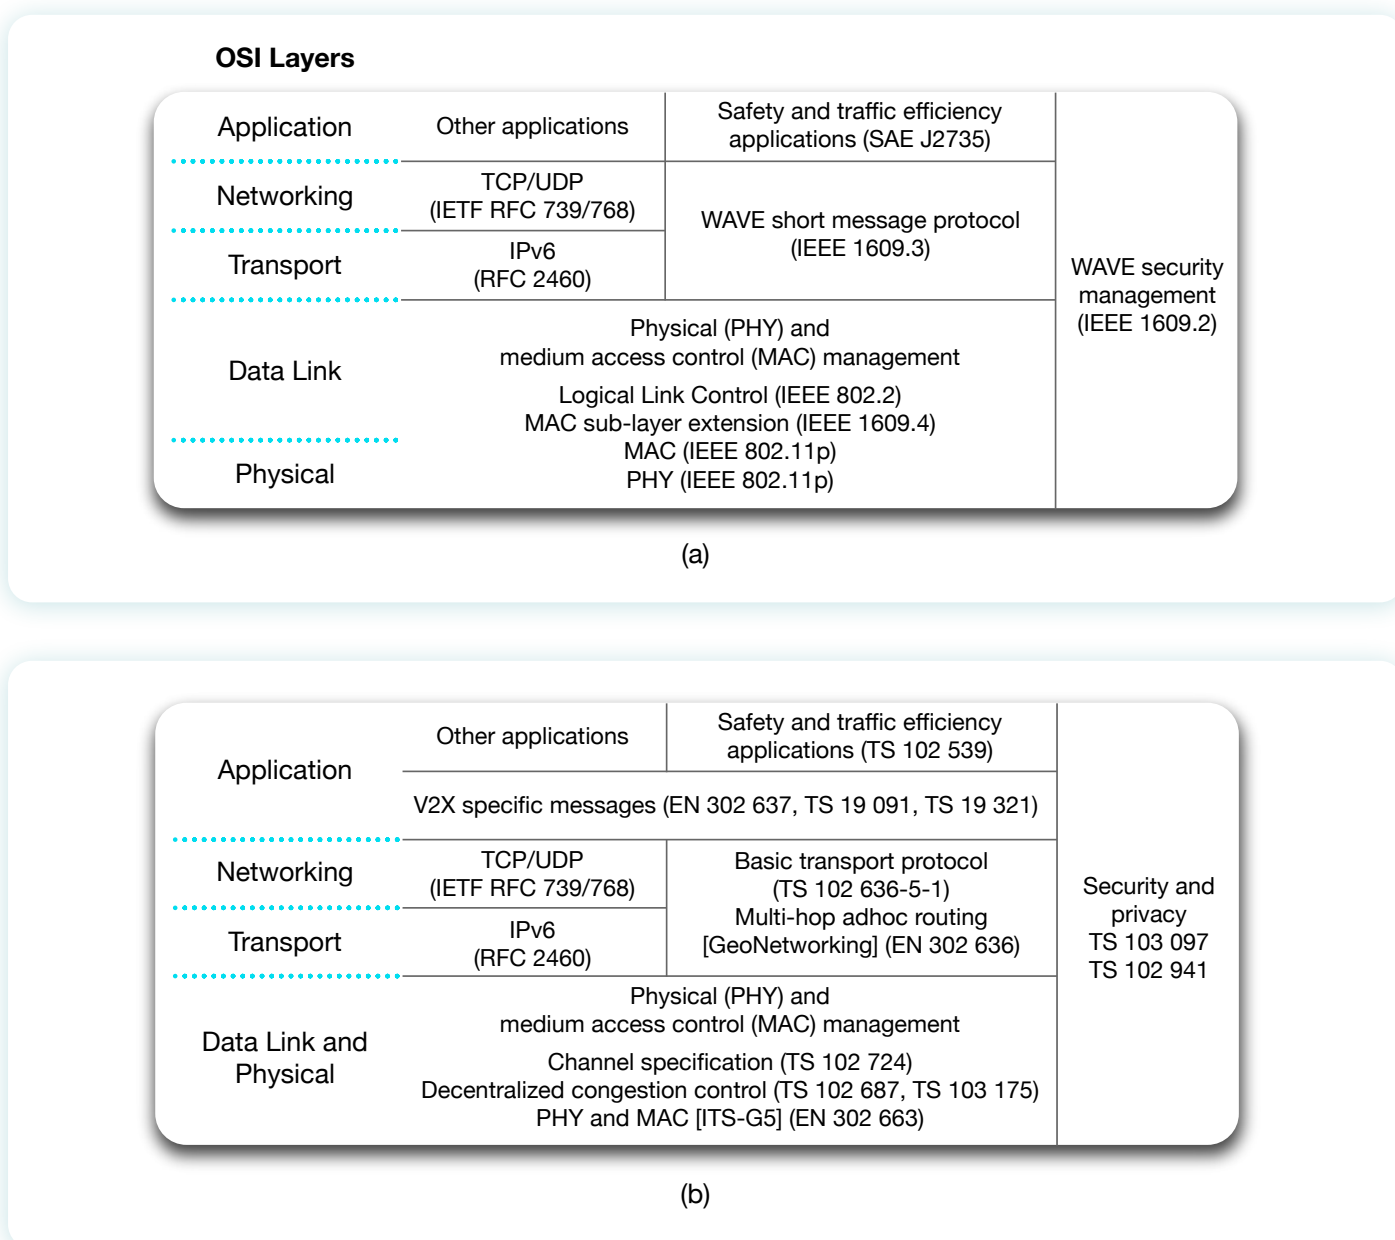 OSI Layers
Application
Other applications
Safety and traffic efficiency
applications (SAE J2735)
Networking
TCP/UDP
(IETF RFC 739/768)
WAVE short message protocol
(IEEE 1609.3)
Transport
IPv6
(RFC 2460)
WAVE security
management
(IEEE 1609.2)
Data Link
Physical (PHY) and
medium access control (MAC) management
Logical Link Control (IEEE 802.2)
MAC sub-layer extension (IEEE 1609.4)
MAC (IEEE 802.11p)
Physical
PHY (IEEE 802.11p)
(a)
Application
Other applications
Safety and traffic efficiency
applications (TS 102 539)
V2X specific messages (EN 302 637, TS 19 091, TS 19 321)
Networking
TCP/UDP
(IETF RFC 739/768)
Basic transport protocol
(TS 102 636-5-1)
Multi-hop adhoc routing
[GeoNetworking] (EN 302 636)
Transport
IPv6
(RFC 2460)
Security and
privacy
TS 103 097
TS 102 941
Data Link and
Physical
Physical (PHY) and
medium access control (MAC) management
Channel specification (TS 102 724)
Decentralized congestion control (TS 102 687, TS 103 175)
PHY and MAC [ITS-G5] (EN 302 663)
(b)